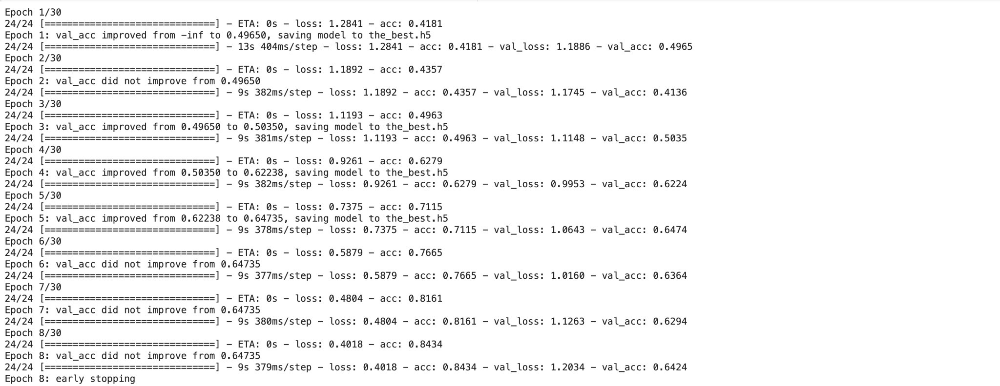 Epoch 1/30
24/24 [==============================] - ETA: 0s - loss: 1.2841 - acc: 0.4181
Epoch 1: val_acc improved from -inf to 0.49650, saving model to the_best.h5
24/24 [==============================] - 13s 404ms/step - loss: 1.2841 - acc: 0.4181 - val_loss: 1.1886 - val_acc: 0.4965
Epoch 2/30
24/24 [==============================] - ETA: 0s - loss: 1.1892 - acc: 0.4357
Epoch 2: val_acc did not improve from 0.49650
24/24 [==============================] - 9s 382ms/step - loss: 1.1892 - acc: 0.4357 - val_loss: 1.1745 - val_acc: 0.4136
Epoch 3/30
24/24 [==============================] - ETA: 0s - loss: 1.1193 - acc: 0.4963
Epoch 3: val_acc improved from 0.49650 to 0.50350, saving model to the_best.h5
24/24 [==============================] - 9s 381ms/step - loss: 1.1193 - acc: 0.4963 - val_loss: 1.1148 - val_acc: 0.5035
Epoch 4/30
24/24 [==============================] - ETA: 0s - loss: 0.9261 - acc: 0.6279
Epoch 4: val_acc improved from 0.50350 to 0.62238, saving model to the_best.h5
24/24 [==============================] - 9s 382ms/step - loss: 0.9261 - acc: 0.6279 - val_loss: 0.9953 - val_acc: 0.6224
Epoch 5/30
24/24 [==============================] - ETA: 0s - loss: 0.7375 - acc: 0.7115
Epoch 5: val_acc improved from 0.62238 to 0.64735, saving model to the_best.h5
24/24 [==============================] - 9s 378ms/step - loss: 0.7375 - acc: 0.7115 - val_loss: 1.0643 - val_acc: 0.6474
Epoch 6/30
24/24 [==============================] - ETA: 0s - loss: 0.5879 - acc: 0.7665
Epoch 6: val_acc did not improve from 0.64735
24/24 [==============================] - 9s 377ms/step - loss: 0.5879 - acc: 0.7665 - val_loss: 1.0160 - val_acc: 0.6364
Epoch 7/30
24/24 [==============================] - ETA: 0s - loss: 0.4804 - acc: 0.8161
Epoch 7: val_acc did not improve from 0.64735
24/24 [==============================] - 9s 380ms/step - loss: 0.4804 - acc: 0.8161 - val_loss: 1.1263 - val_acc: 0.6294
Epoch 8/30
24/24 [==============================] - ETA: 0s - loss: 0.4018 - acc: 0.8434
Epoch 8: val_acc did not improve from 0.64735
24/24 [==============================] - 9s 379ms/step - loss: 0.4018 - acc: 0.8434 - val_loss: 1.2034 - val_acc: 0.6424
Epoch 8: early stopping